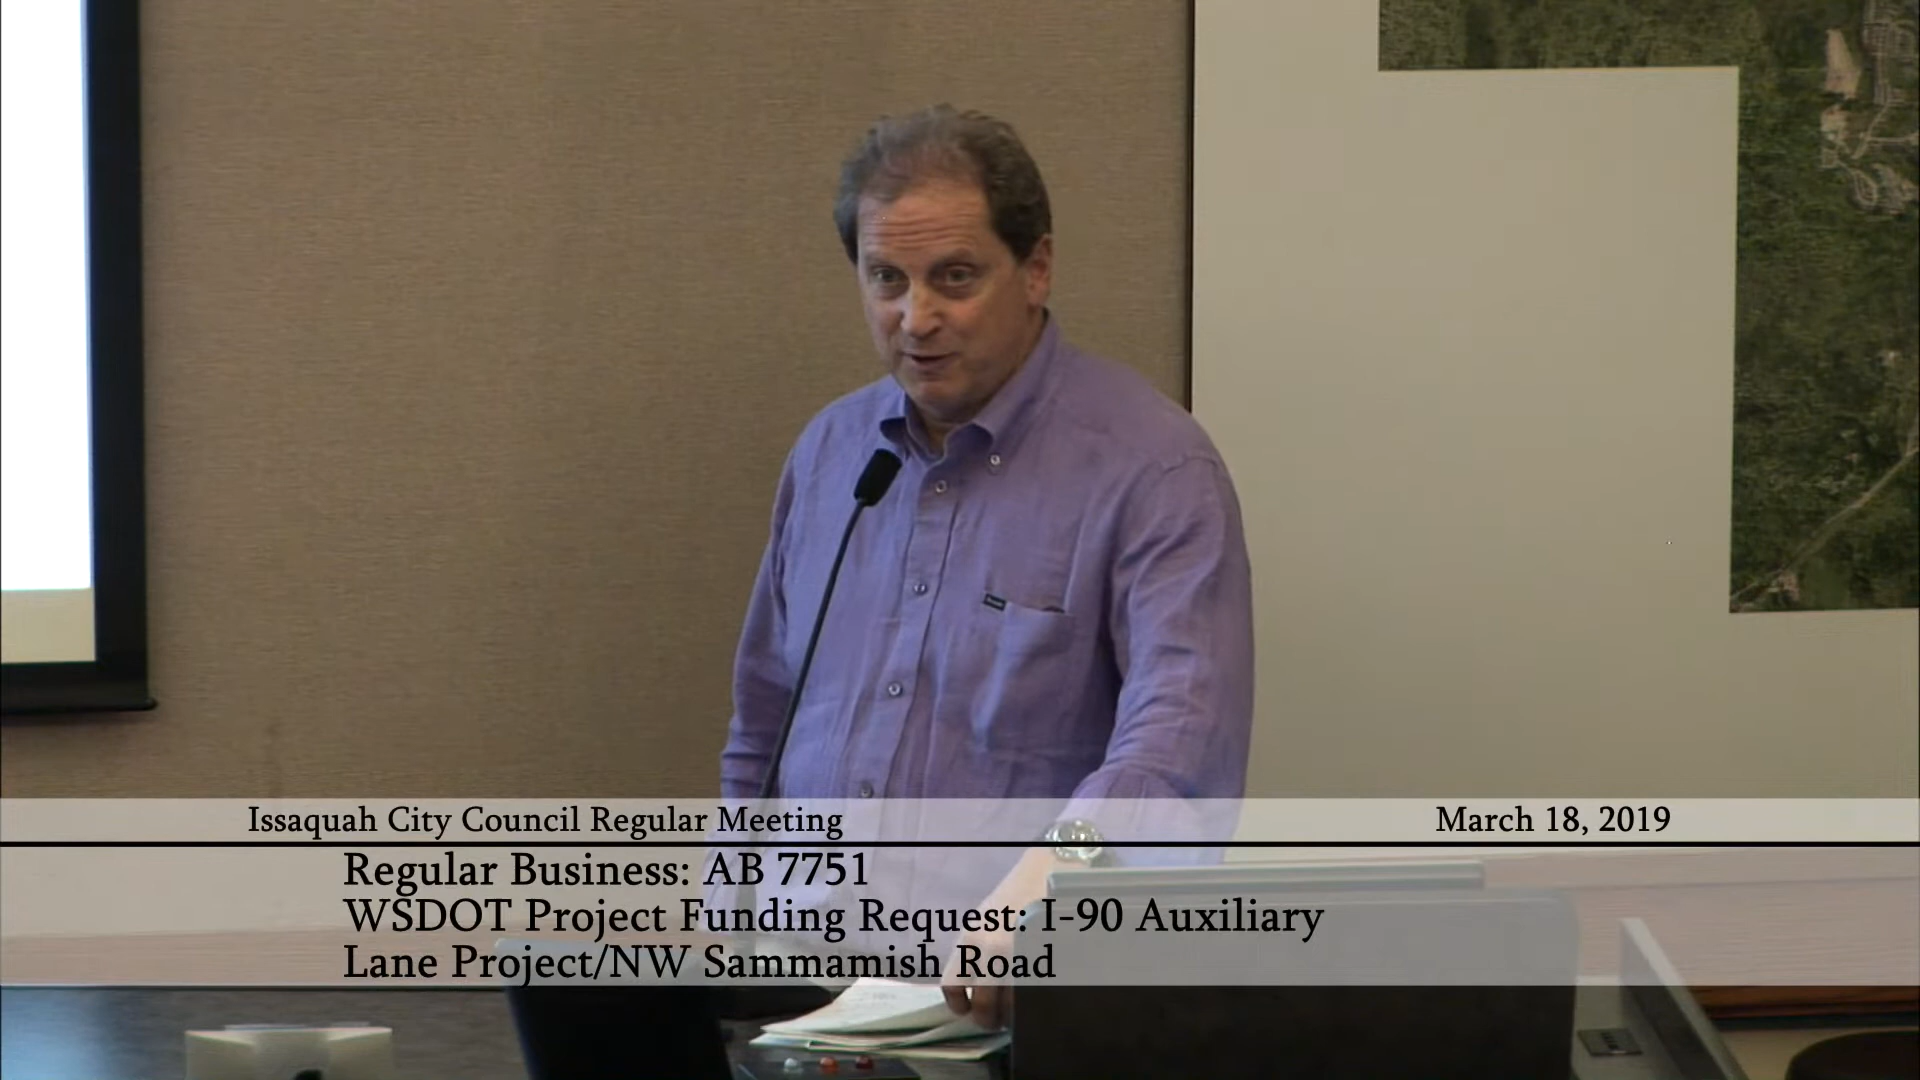 Issaquah City Council Regular Meeting
March 18, 2019
Regular Business: AB 7751
WSDOT Project Funding Request: I-90 Auxiliary
Lane Project/NW Sammamish Road